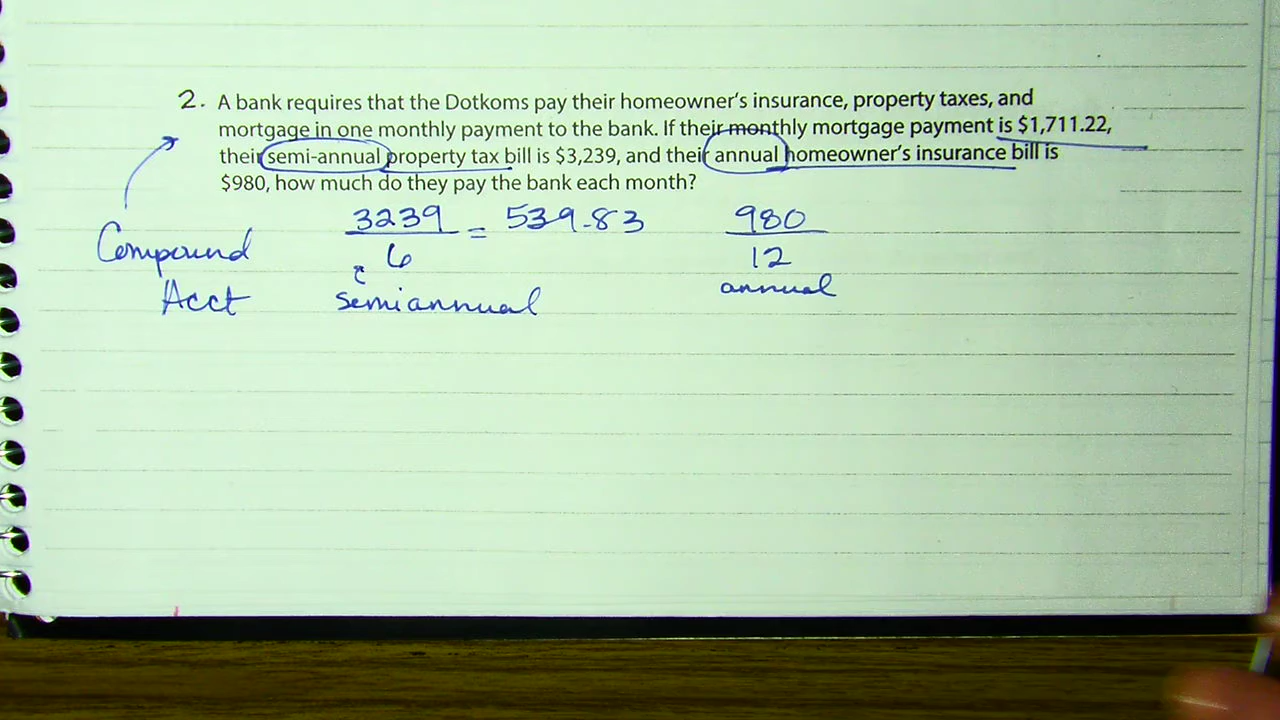 2. A bank requires that the Dotkoms pay their homeowner's insurance, property taxes, and
mortgage in one monthly payment to the bank. If their monthly mortgage payment is $1,711.22,
their semi-annual property tax bill is $3,239, and their annual homeowner's insurance bill is
$980, how much do they pay the bank each month?
Compound
Acct
3239 = 539.83
6
semiannual
980
12
annual